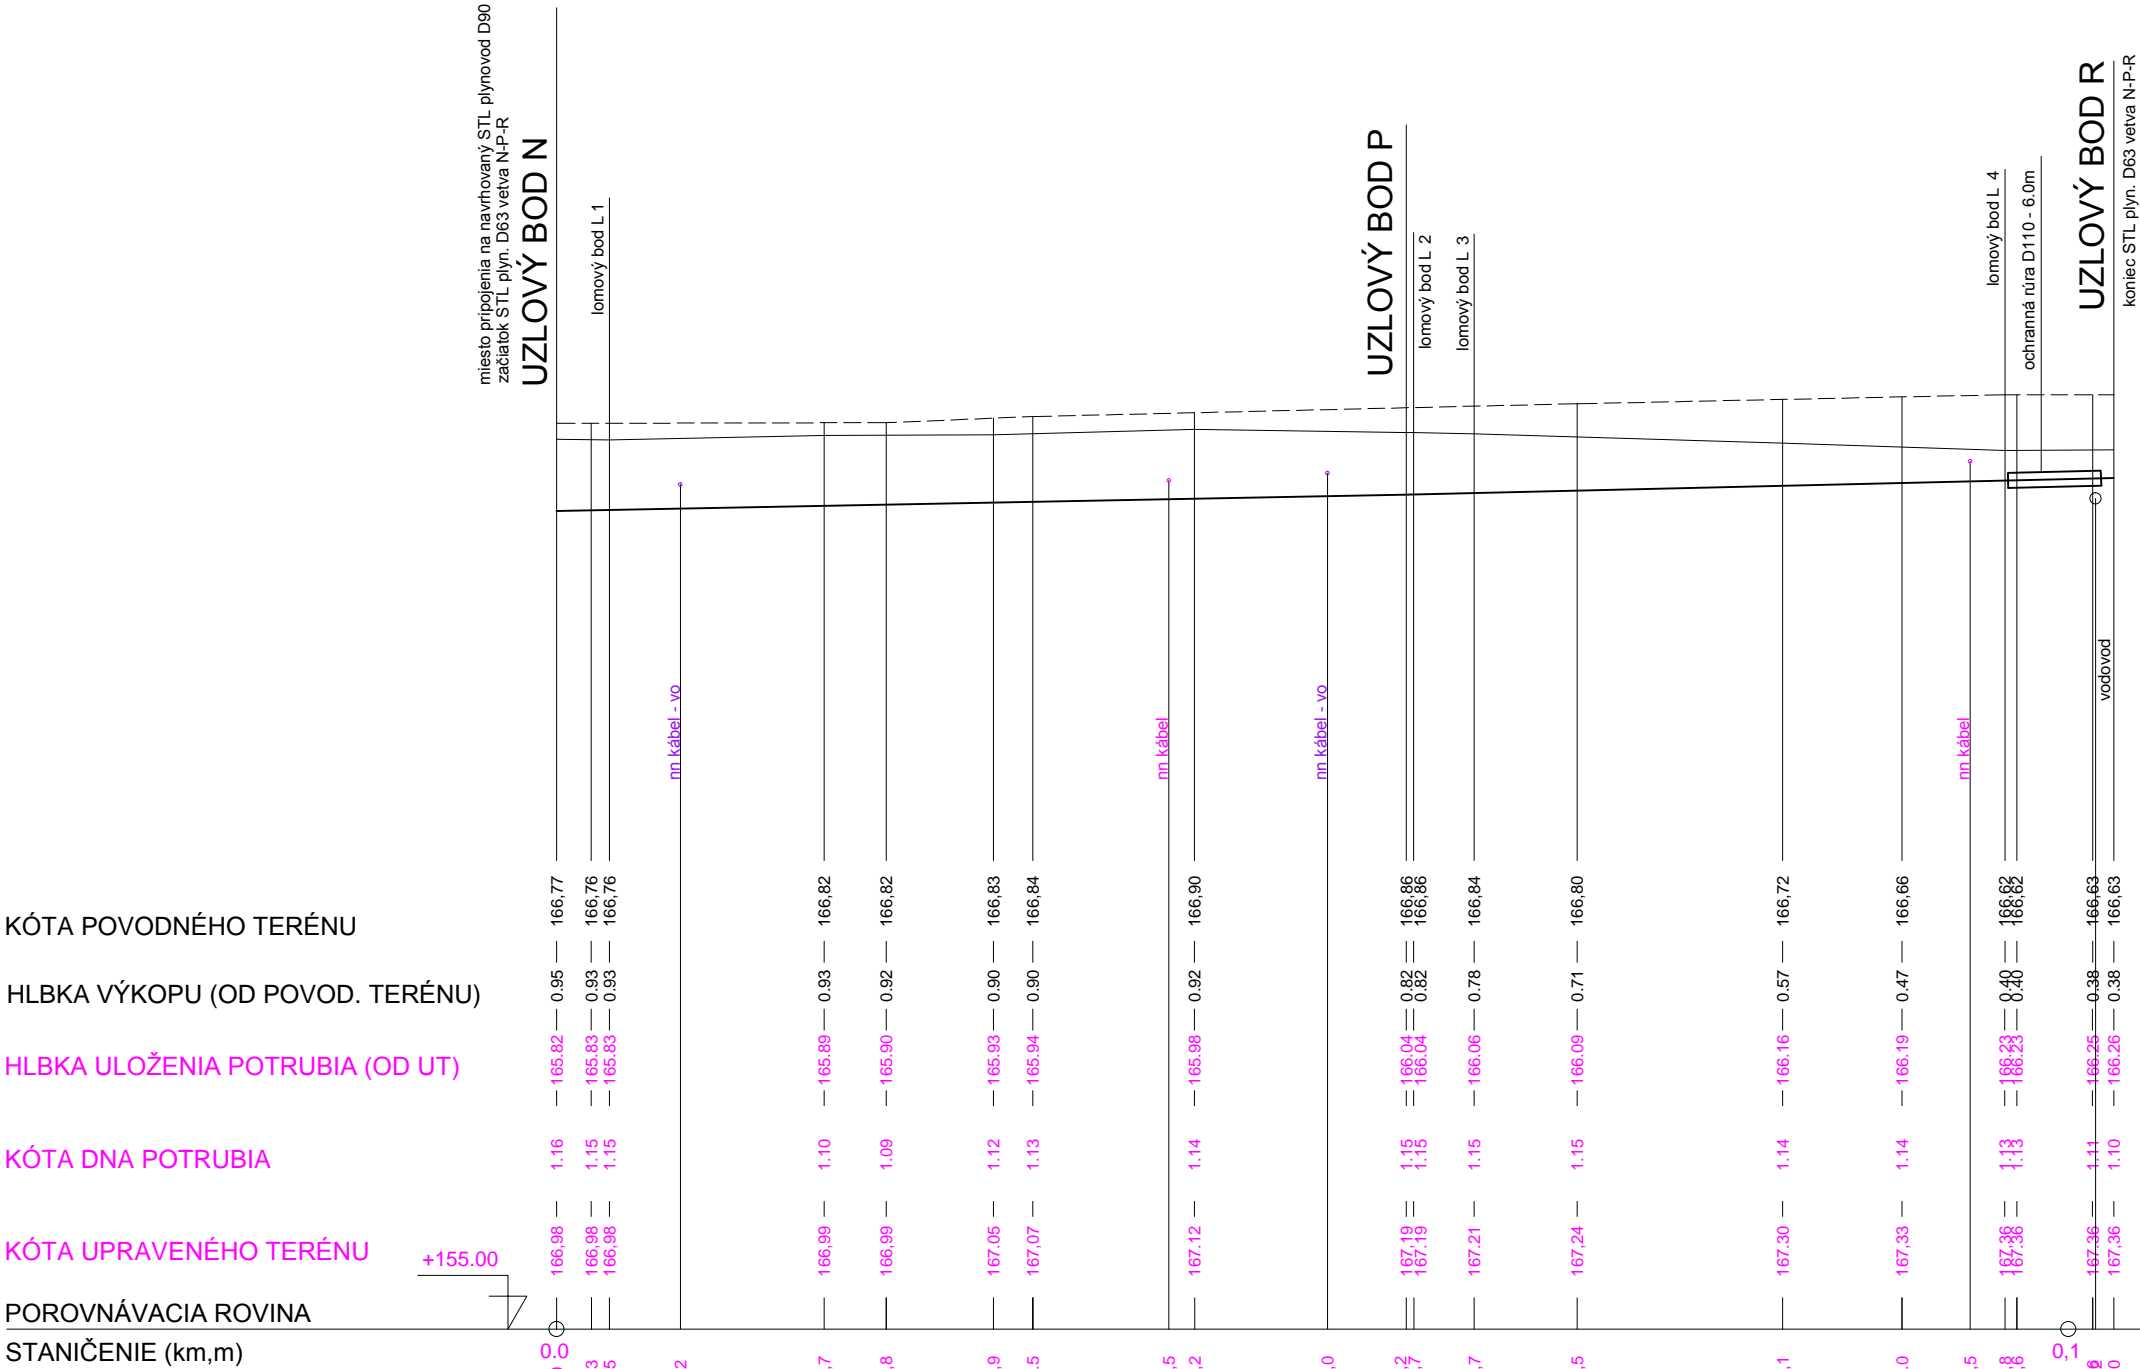 miesto pripojenia na navrhovaný STL plynovod D90
začiatok STL plyn. D63 vetva N-P-R
UZLOVÝ BOD N
lomový bod L 1
UZLOVÝ BOD P
lomový bod L 2
lomový bod L 3
lomový bod L 4
ochranná rúra D110 - 6.0m
UZLOVÝ BOD R
koniec STL plyn. D63 vetva N-P-R
nn kábel - vo
nn kábel
nn kábel - vo
nn kábel
vodovod
KÓTA POVODNÉHO TERÉNU
166,77 166,76 166,76 166,82 166,82 166,83 166,84 166,90 166,86 166,86 166,84 166,80 166,72 166,66 166,62 166,62 166,63 166,63
HLBKA VÝKOPU (OD POVOD. TERÉNU)
0.95 0.93 0.93 0.93 0.92 0.90 0.90 0.92 0.82 0.82 0.78 0.71 0.57 0.47 0.40 0.40 0.38 0.38
HLBKA ULOŽENIA POTRUBIA (OD UT)
165.82 165.83 165.83 165.89 165.90 165.93 165.94 165.98 166.04 166.04 166.06 166.09 166.16 166.19 166.23 166.23 166.25 166.26
KÓTA DNA POTRUBIA
1.16 1.15 1.15 1.10 1.09 1.12 1.13 1.14 1.15 1.15 1.15 1.15 1.14 1.14 1.13 1.13 1.11 1.10
KÓTA UPRAVENÉHO TERÉNU
166,98 166,98 166,98 166,99 166,99 167.05 167,07 167.12 167,19 167.19 167.21 167,24 167.30 167,33 167,36 167.36 167.36 167,36
+155.00
POROVNÁVACIA ROVINA
STANIČENIE (km,m)
0.0
0,1